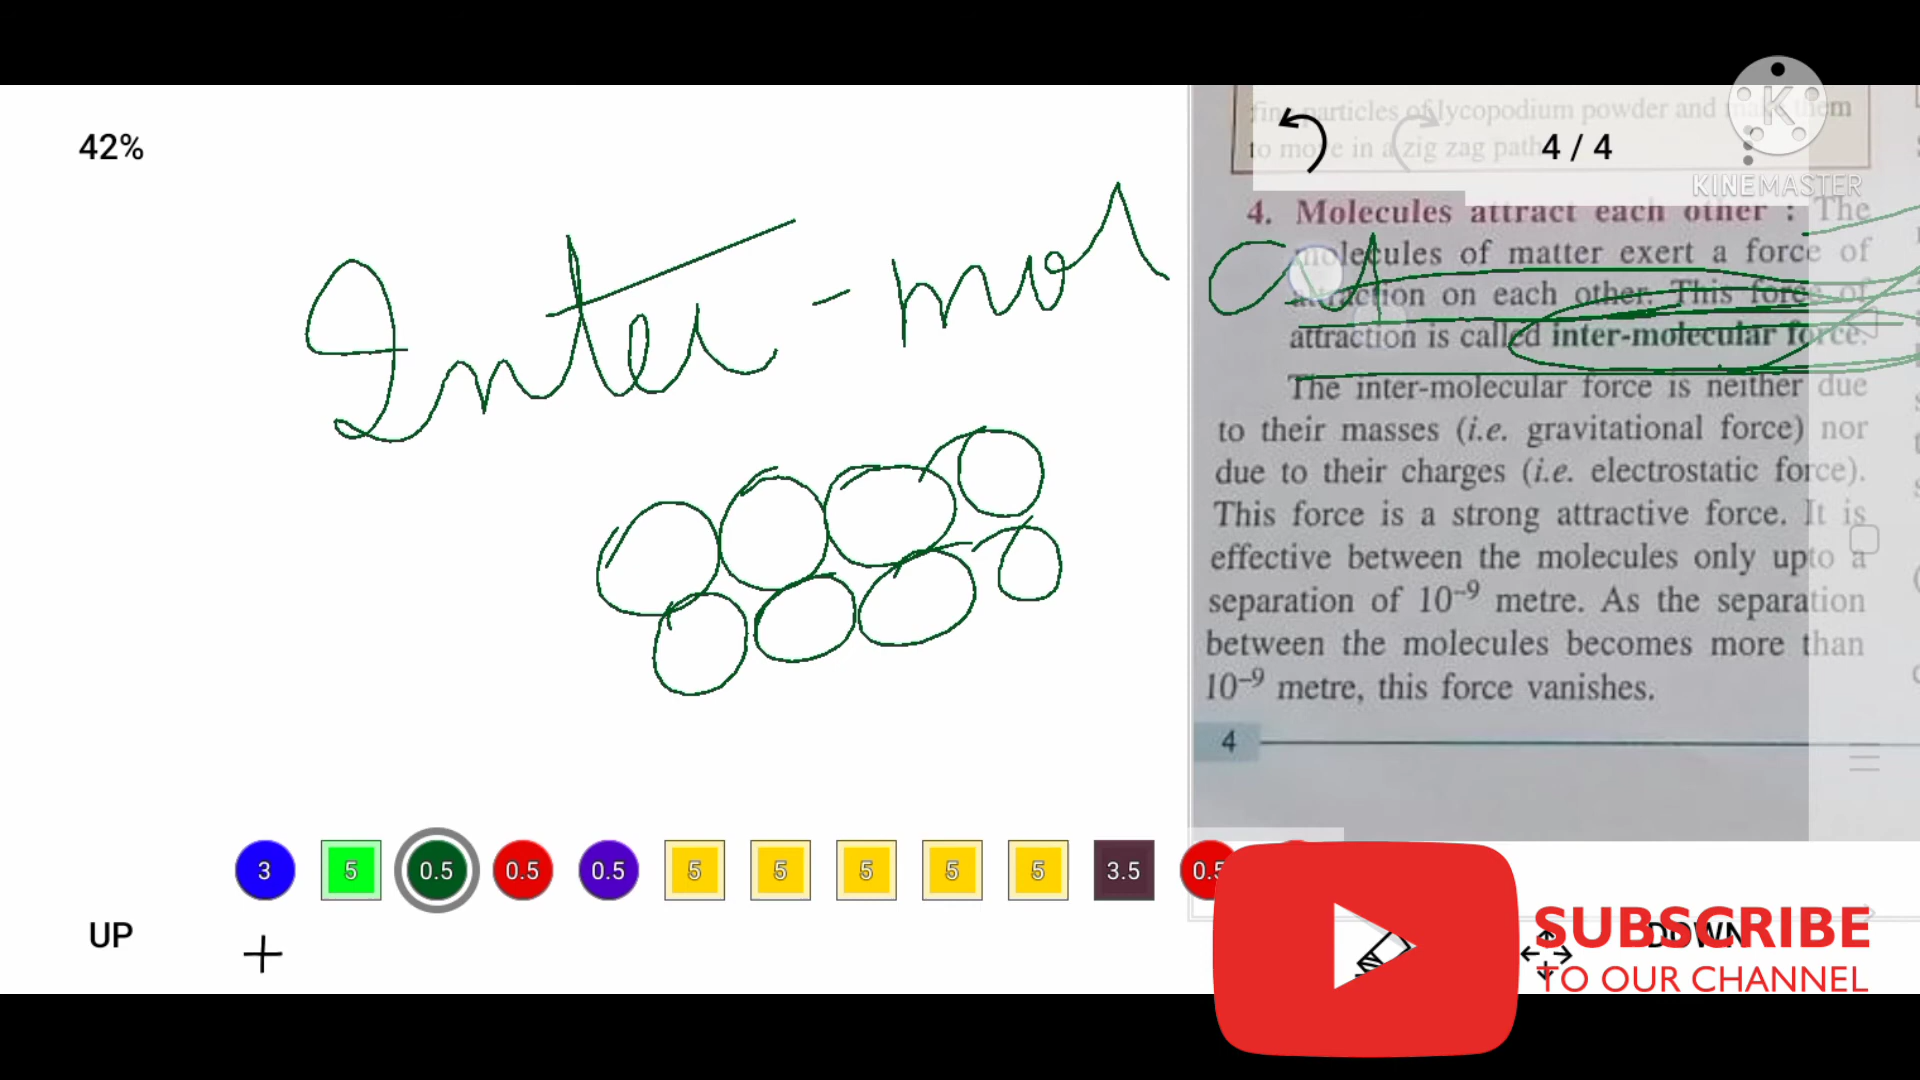 42%
Inter-mol
fine particles of lycopodium powder and make them
to move in a zig zag path
4 / 4
KINEMASTER
4. Molecules attract each other : The
molecules of matter exert a force of
attraction on each other. This force of
attraction is called inter-molecular force.
The inter-molecular force is neither due
to their masses (i.e. gravitational force) nor
due to their charges (i.e. electrostatic force).
This force is a strong attractive force. It is
effective between the molecules only upto a
separation of 10⁻⁹ metre. As the separation
between the molecules becomes more than
10⁻⁹ metre, this force vanishes.
4
3 5 0.5 0.5 0.5 5 5 5 5 5 3.5 0.5
UP
DOWN
SUBSCRIBE
TO OUR CHANNEL